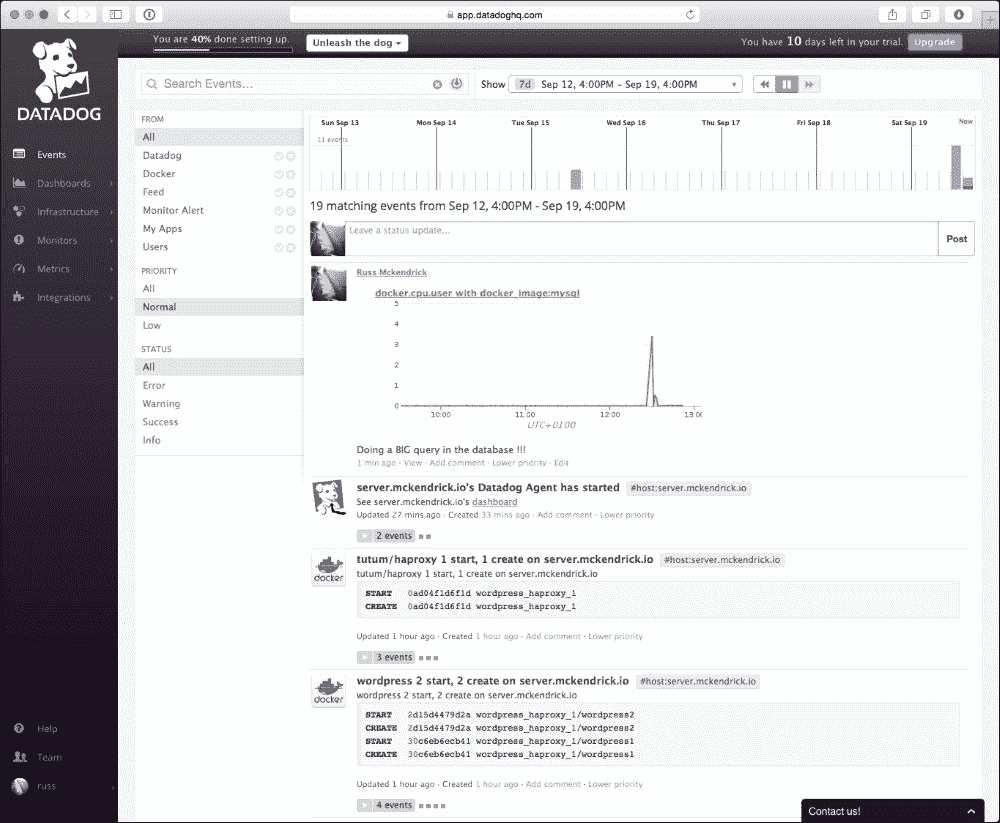 app.datadoghq.com
You are 40% done setting up.
Unleash the dog
You have 10 days left in your trial.
Upgrade
DATADOG
Events
Dashboards
Infrastructure
Monitors
Metrics
Integrations
Help
Team
russ
Search Events...
Show 7d Sep 12, 4:00PM - Sep 19, 4:00PM
FROM
All
Datadog
Docker
Feed
Monitor Alert
My Apps
Users
PRIORITY
All
Normal
Low
STATUS
All
Error
Warning
Success
Info
Sun Sep 13 Mon Sep 14 Tue Sep 15 Wed Sep 16 Thu Sep 17 Fri Sep 18 Sat Sep 19 Now
11 events
19 matching events from Sep 12, 4:00PM - Sep 19, 4:00PM
Leave a status update...
Post
Russ Mckendrick
docker.cpu.user with docker_image:mysql
5
4
3
2
1
0
10:00 11:00 12:00 13:00
UTC+0100
Doing a BIG query in the database !!!
1 min ago · View · Add comment · Lower priority · Edit
server.mckendrick.io's Datadog Agent has started #host:server.mckendrick.io
See server.mckendrick.io's dashboard
Updated 27 mins ago · Created 33 mins ago · Add comment · Lower priority
2 events
docker
tutum/haproxy 1 start, 1 create on server.mckendrick.io #host:server.mckendrick.io
tutum/haproxy 1 start, 1 create on server.mckendrick.io
START 0ad04f1d6f1d wordpress_haproxy_1
CREATE 0ad04f1d6f1d wordpress_haproxy_1
Updated 1 hour ago · Created 1 hour ago · Add comment · Lower priority
3 events
docker
wordpress 2 start, 2 create on server.mckendrick.io #host:server.mckendrick.io
wordpress 2 start, 2 create on server.mckendrick.io
START 2d15d4479d2a wordpress_haproxy_1/wordpress2
CREATE 2d15d4479d2a wordpress_haproxy_1/wordpress2
START 30c6eb6ecb41 wordpress_haproxy_1/wordpress1
CREATE 30c6eb6ecb41 wordpress_haproxy_1/wordpress1
Updated 1 hour ago · Created 1 hour ago · Add comment · Lower priority
4 events
Contact us!